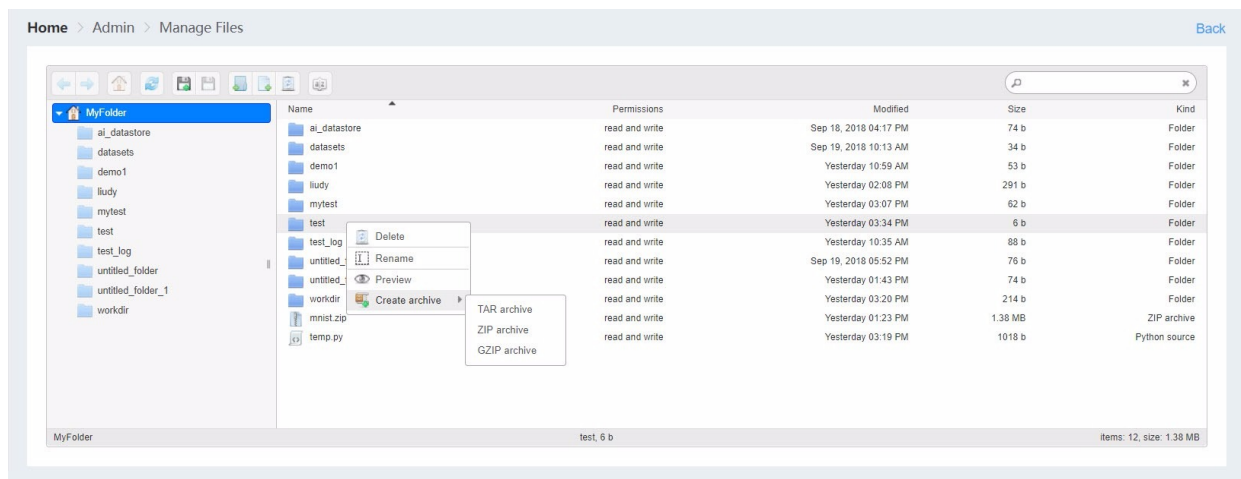 Home > Admin > Manage Files
Back
MyFolder
ai_datastore
datasets
demo1
liudy
mytest
test
test_log
untitled_folder
untitled_folder_1
workdir
Name Permissions Modified Size Kind
ai_datastore read and write Sep 18, 2018 04:17 PM 74 b Folder
datasets read and write Sep 19, 2018 10:13 AM 34 b Folder
demo1 read and write Yesterday 10:59 AM 53 b Folder
liudy read and write Yesterday 02:08 PM 291 b Folder
mytest read and write Yesterday 03:07 PM 62 b Folder
test read and write Yesterday 03:34 PM 6 b Folder
test_log read and write Yesterday 10:35 AM 88 b Folder
untitled_ read and write Sep 19, 2018 05:52 PM 76 b Folder
untitled_ read and write Yesterday 01:43 PM 74 b Folder
workdir read and write Yesterday 03:20 PM 214 b Folder
mnist.zip read and write Yesterday 01:23 PM 1.38 MB ZIP archive
temp.py read and write Yesterday 03:19 PM 1018 b Python source
Delete
Rename
Preview
Create archive
TAR archive
ZIP archive
GZIP archive
MyFolder test, 6 b items: 12, size: 1.38 MB